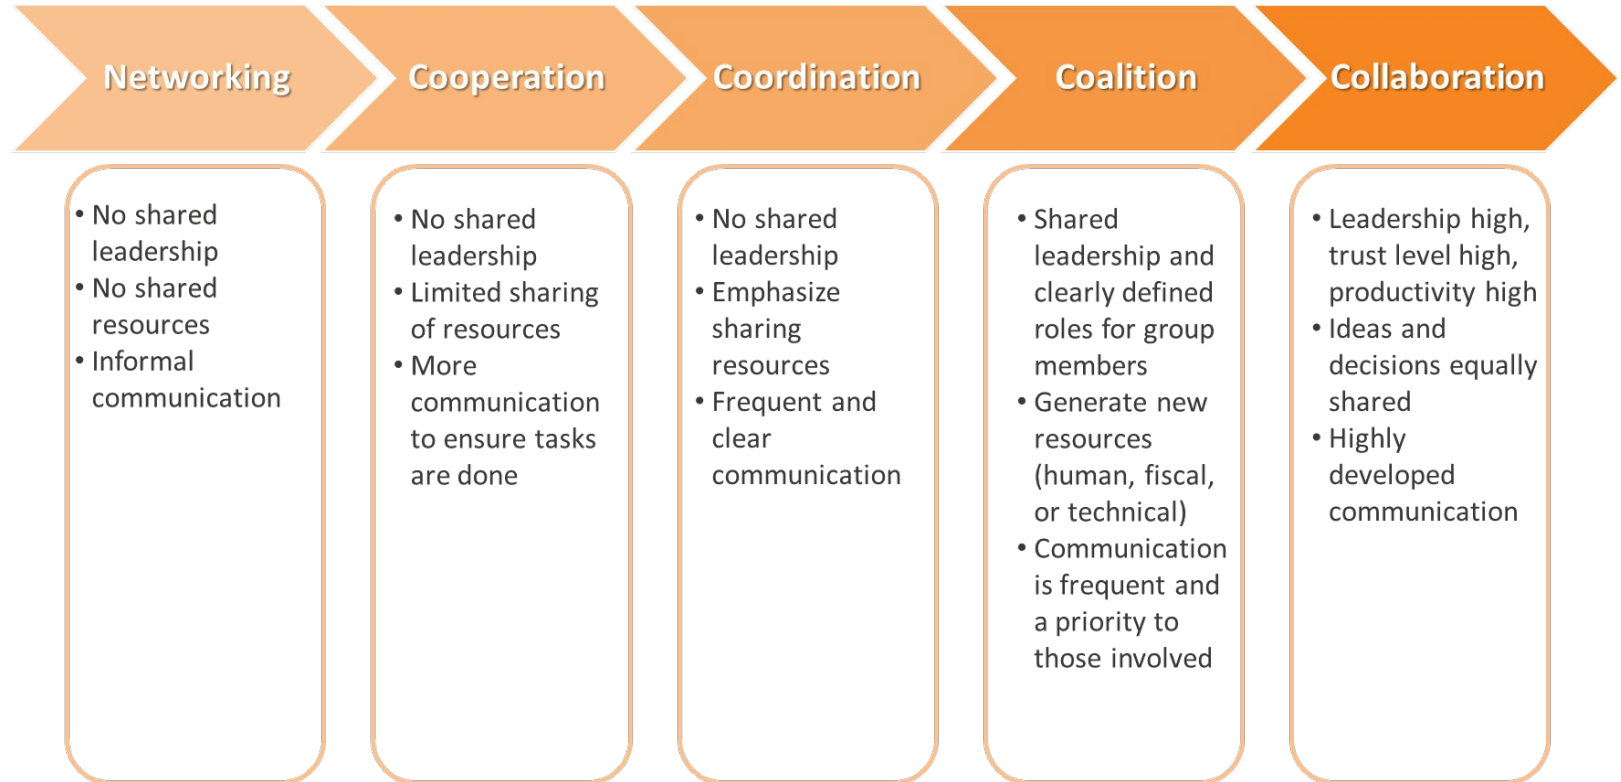 Networking
Cooperation
Coordination
Coalition
Collaboration
• No shared
leadership
• No shared
resources
• Informal
communication
• No shared
leadership
• Limited sharing
of resources
• More
communication
to ensure tasks
are done
• No shared
leadership
• Emphasize
sharing
resources
• Frequent and
clear
communication
• Shared
leadership and
clearly defined
roles for group
members
• Generate new
resources
(human, fiscal,
or technical)
• Communication
is frequent and
a priority to
those involved
• Leadership high,
trust level high,
productivity high
• Ideas and
decisions equally
shared
• Highly
developed
communication